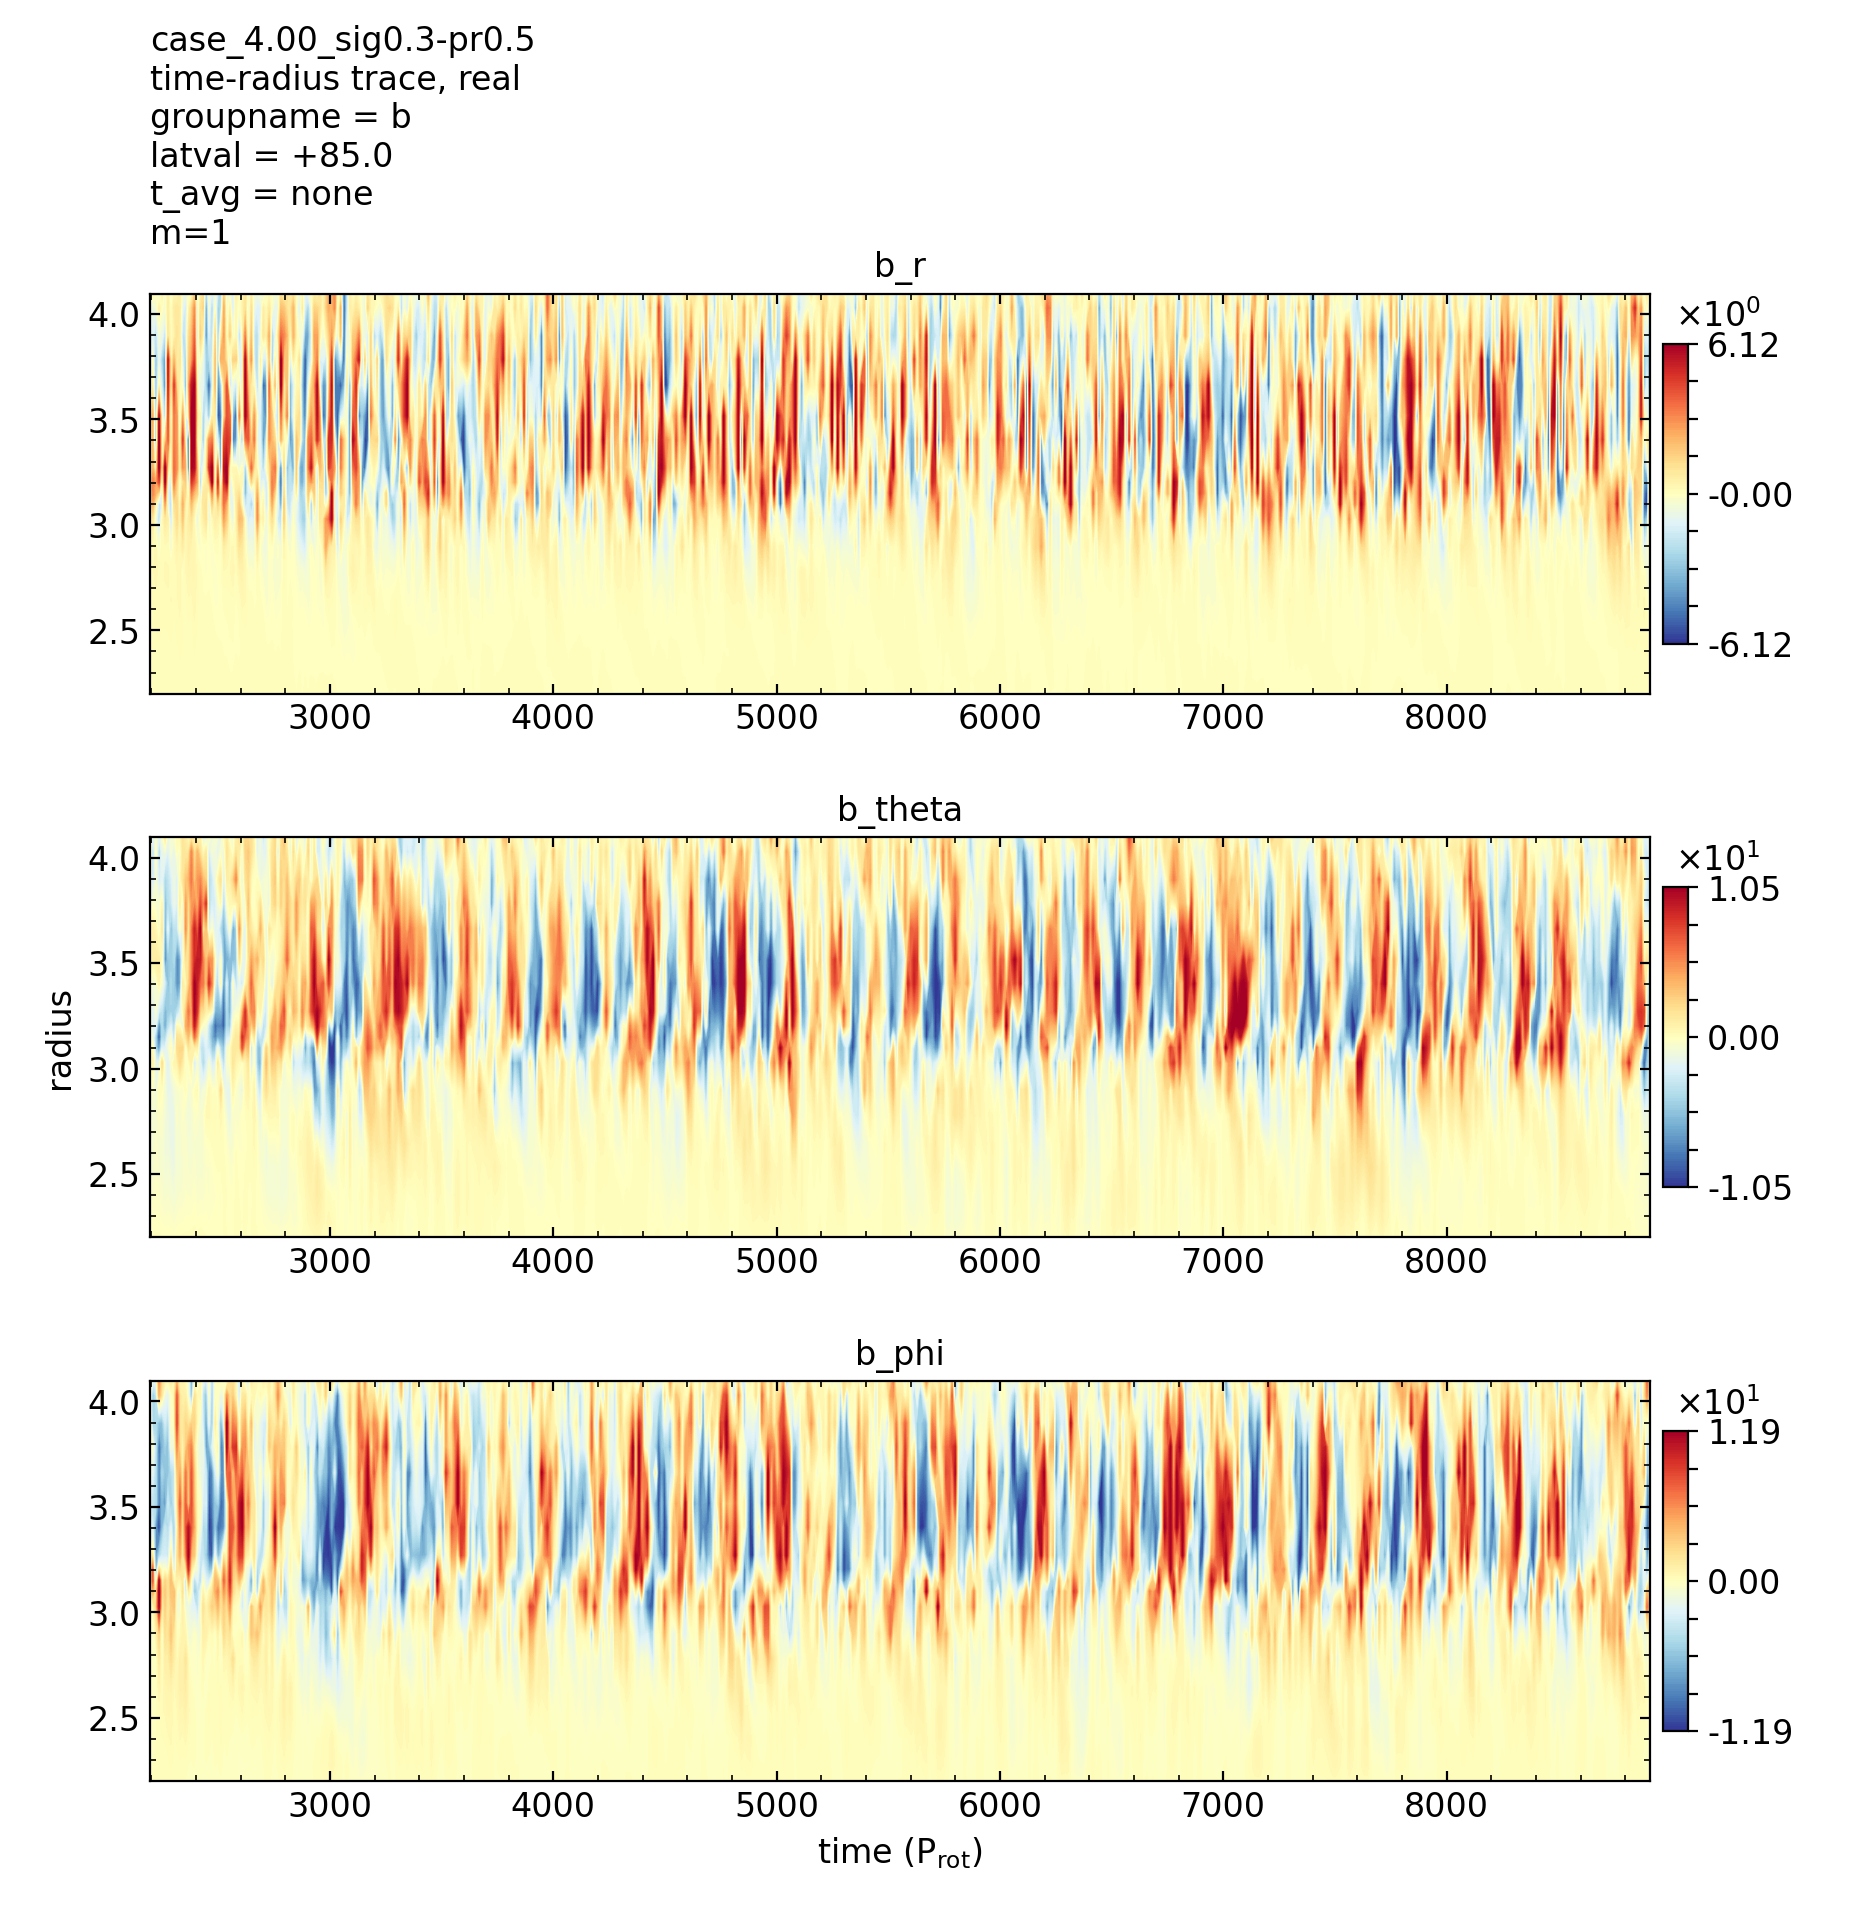 case_4.00_sig0.3-pr0.5
time-radius trace, real
groupname = b
latval = +85.0
t_avg = none
m=1
b_r
4.0
3.5
3.0
2.5
×10⁰
6.12
-0.00
-6.12
3000 4000 5000 6000 7000 8000
b_theta
radius
4.0
3.5
3.0
2.5
×10¹
1.05
0.00
-1.05
3000 4000 5000 6000 7000 8000
b_phi
4.0
3.5
3.0
2.5
×10¹
1.19
0.00
-1.19
3000 4000 5000 6000 7000 8000
time (P_rot)